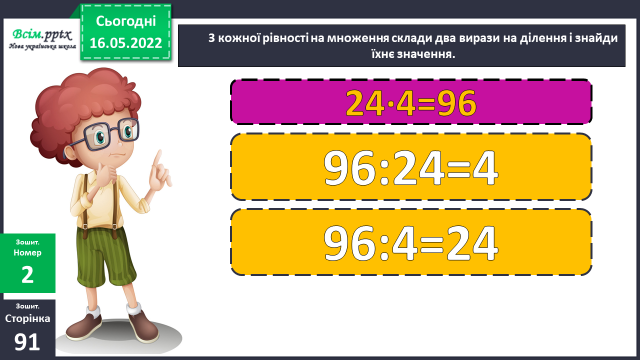 Всім.pptx
Нова українська школа
Сьогодні
16.05.2022
З кожної рівності на множення склади два вирази на ділення і знайди
їхнє значення.
24·4=96
96:24=4
96:4=24
Зошит.
Номер
2
Зошит.
Сторінка
91